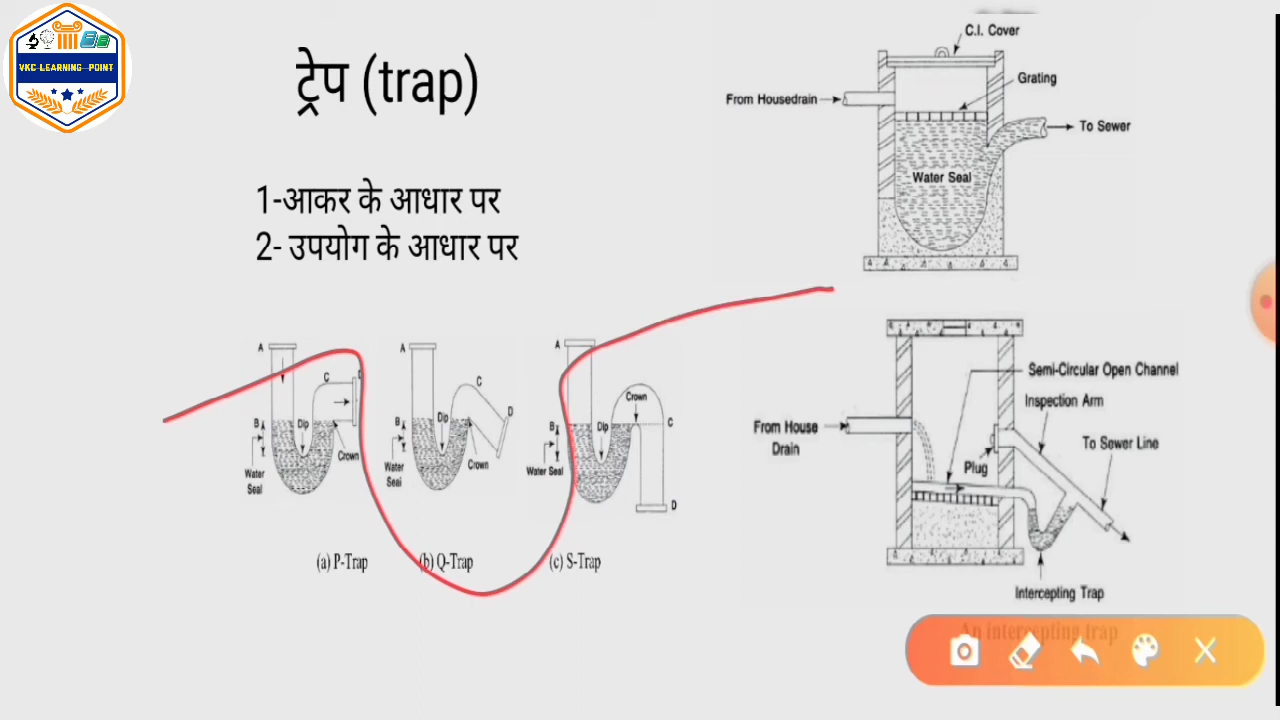 VKC-LEARNING-POINT
ट्रेप (trap)
1-आकर के आधार पर
2- उपयोग के आधार पर
C.I. Cover
Grating
From Housedrain
To Sewer
Water Seal
A
C
D
B
Dip
Crown
Water
Seal
(a) P-Trap
A
C
D
B
Dip
Crown
Water
Seal
(b) Q-Trap
A
Crown
B
Dip
C
Water Seal
D
(c) S-Trap
Semi-Circular Open Channel
Inspection Arm
From House
Drain
To Sewer Line
Plug
Intercepting Trap
An intercepting trap